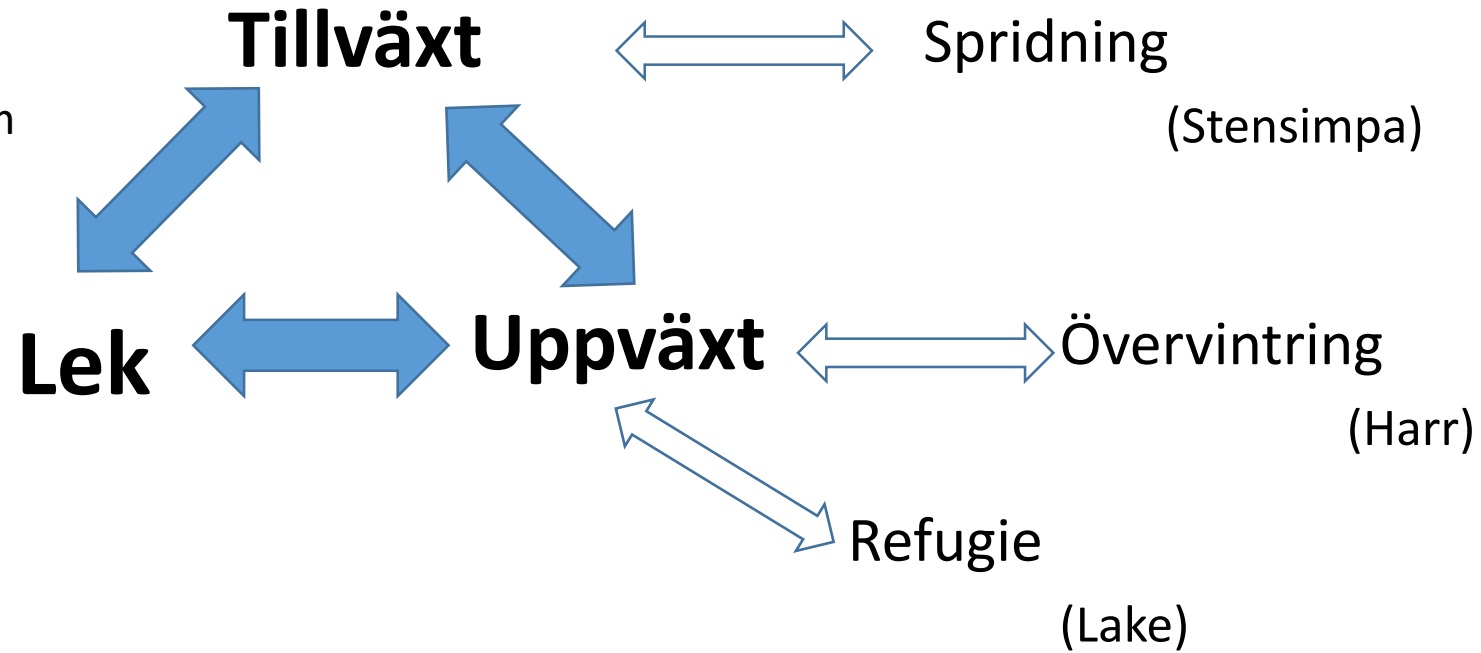 Tillväxt
Spridning
(Stensimpa)
Lek
Uppväxt
Övervintring
(Harr)
Refugie
(Lake)